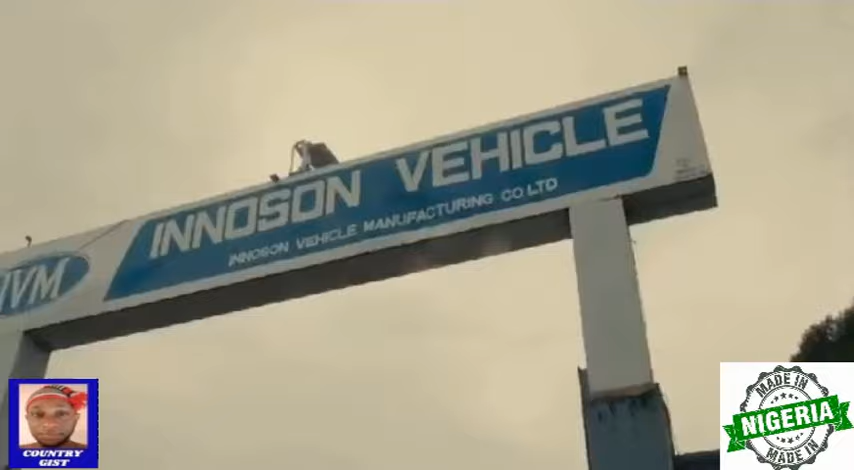 INNOSON VEHICLE
INNOSON VEHICLE MANUFACTURING CO. LTD
IVM
COUNTRY
GIST
MADE IN
NIGERIA
MADE IN